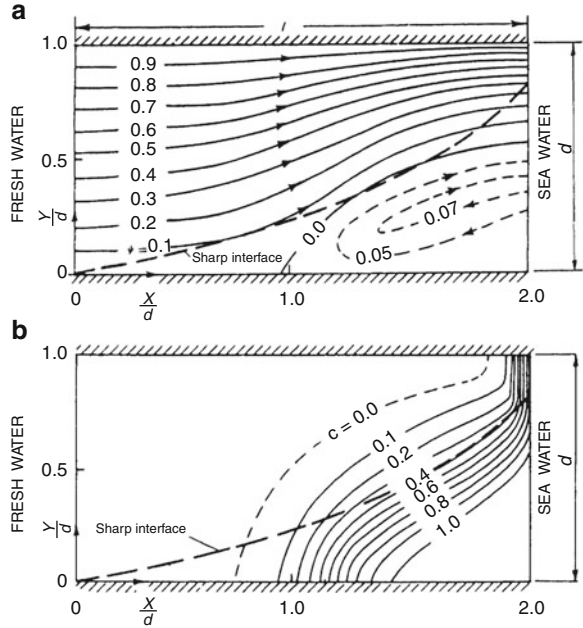 a
l
1.0
0.9
0.8
0.7
0.6
0.5
0.4
0.3
0.2
ψ = 0.1
0.5
0
FRESH WATER
Y/d
Sharp interface
0.0
0.07
0.05
SEA WATER
d
0
X/d
1.0
2.0
b
1.0
c = 0.0
0.1
0.2
0.4
0.6
0.8
1.0
0.5
FRESH WATER
Y/d
Sharp interface
SEA WATER
d
0
0
X/d
1.0
2.0